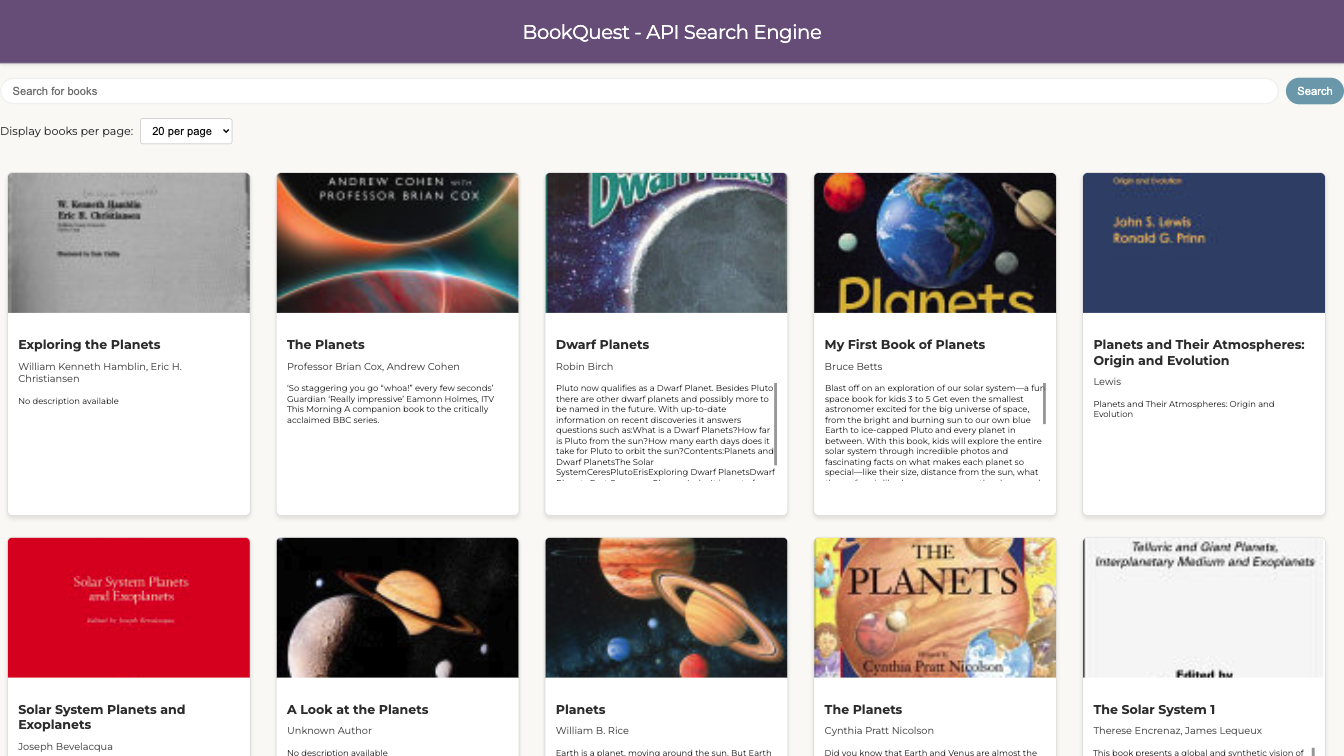 BookQuest - API Search Engine
Search for books
Search
Display books per page:
20 per page
W. Kenneth Hamblin
Eric H. Christiansen
ANDREW COHEN WITH
PROFESSOR BRIAN COX
Dwarf Planets
Planets
Origin and Evolution
John S. Lewis
Ronald G. Prinn
Exploring the Planets
William Kenneth Hamblin, Eric H.
Christiansen
No description available
The Planets
Professor Brian Cox, Andrew Cohen
'So staggering you go "whoa!" every few seconds'
Guardian 'Really impressive' Eamonn Holmes, ITV
This Morning A companion book to the critically
acclaimed BBC series.
Dwarf Planets
Robin Birch
Pluto now qualifies as a Dwarf Planet. Besides Pluto
there are other dwarf planets and possibly more to
be named in the future. With up-to-date
information on recent discoveries it answers
questions such as:What is a Dwarf Planets?How far
is Pluto from the sun?How many earth days does it
take for Pluto to orbit the sun?Contents:Planets and
Dwarf PlanetsThe Solar
SystemCeresPlutoErisExploring Dwarf PlanetsDwarf
My First Book of Planets
Bruce Betts
Blast off on an exploration of our solar system—a fun
space book for kids 3 to 5 Get even the smallest
astronomer excited for the big universe of space,
from the bright and burning sun to our own blue
Earth to ice-capped Pluto and every planet in
between. With this book, kids will explore the entire
solar system through incredible photos and
fascinating facts on what makes each planet so
special—like their size, distance from the sun, what
Planets and Their Atmospheres:
Origin and Evolution
Lewis
Planets and Their Atmospheres: Origin and
Evolution
Solar System Planets
and Exoplanets
Edited by Joseph Bevelacqua
THE
PLANETS
Cynthia Pratt Nicolson
Telluric and Giant Planets,
Interplanetary Medium and Exoplanets
Edited by
Solar System Planets and
Exoplanets
Joseph Bevelacqua
A Look at the Planets
Unknown Author
No description available
Planets
William B. Rice
Earth is a planet, moving around the sun. But Earth
The Planets
Cynthia Pratt Nicolson
Did you know that Earth and Venus are almost the
The Solar System 1
Therese Encrenaz, James Lequeux
This book presents a global and synthetic vision of